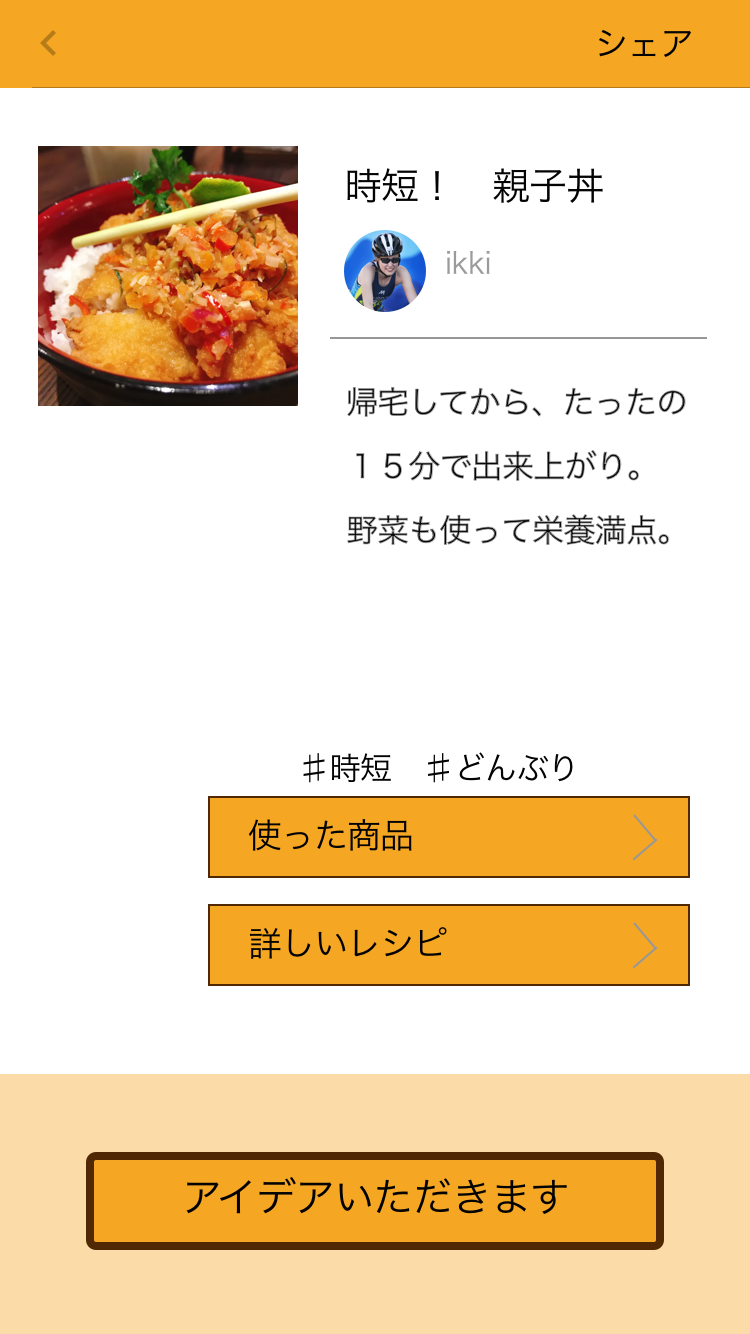 シェア
時短！　親子丼
ikki
帰宅してから、たったの
１５分で出来上がり。
野菜も使って栄養満点。
＃時短　＃どんぶり
使った商品
詳しいレシピ
アイデアいただきます